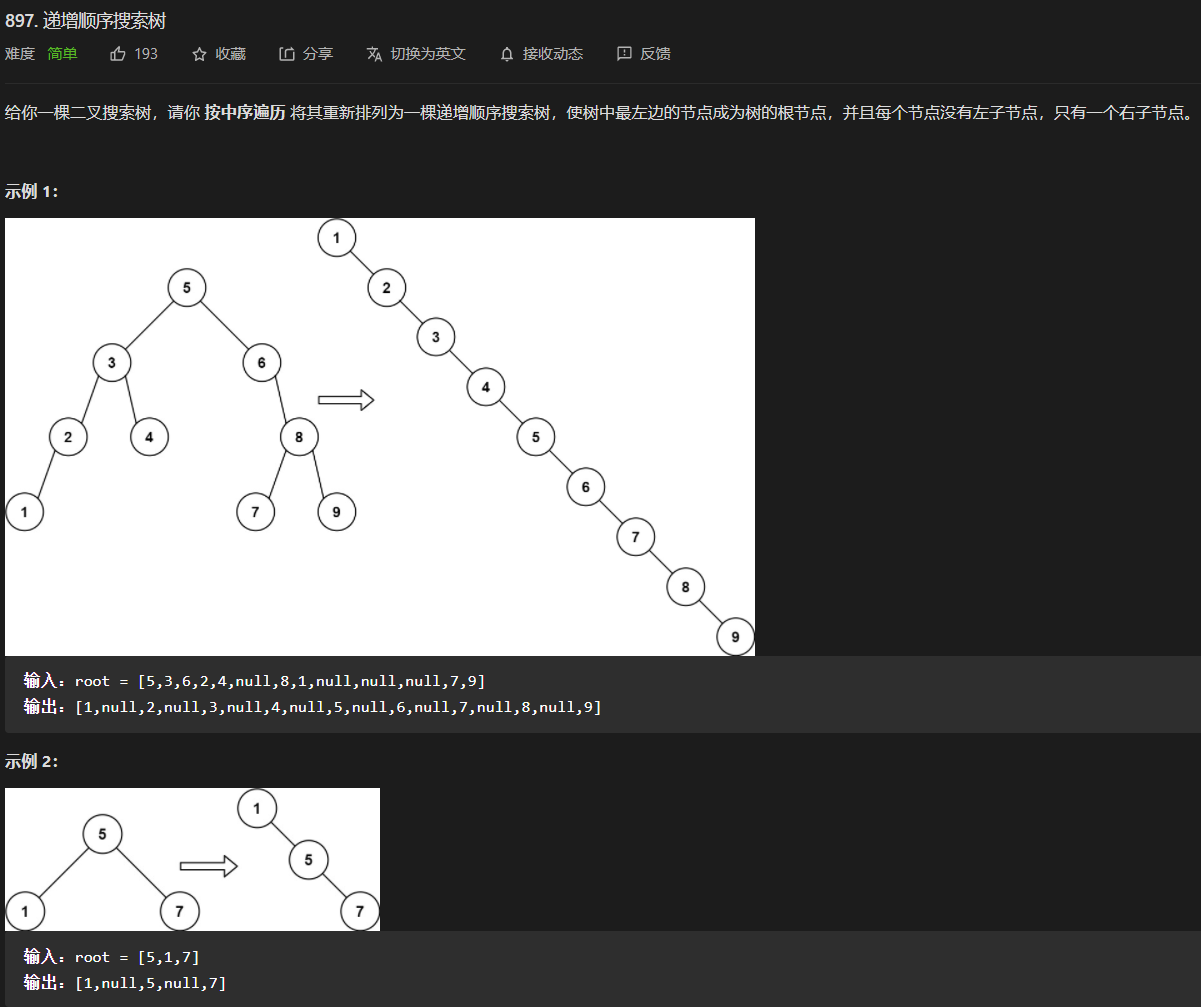 897. 递增顺序搜索树
难度 简单 193 收藏 分享 切换为英文 接收动态 反馈
给你一棵二叉搜索树，请你 按中序遍历 将其重新排列为一棵递增顺序搜索树，使树中最左边的节点成为树的根节点，并且每个节点没有左子节点，只有一个右子节点。
示例 1：
1
5 2
3 6 3
4
2 4 8 5
1 7 9 6
7
8
9
输入：root = [5,3,6,2,4,null,8,1,null,null,null,7,9]
输出：[1,null,2,null,3,null,4,null,5,null,6,null,7,null,8,null,9]
示例 2：
1
5
5
1 7 7
输入：root = [5,1,7]
输出：[1,null,5,null,7]